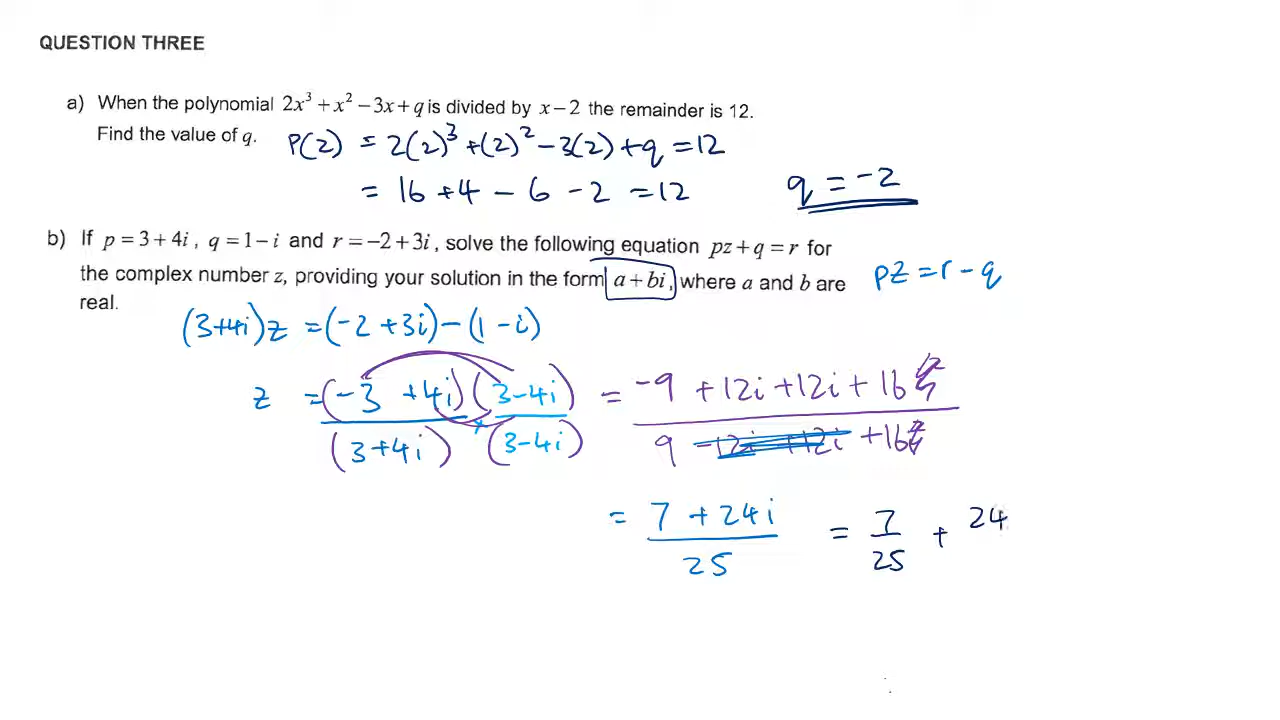 QUESTION THREE
a) When the polynomial 2x³ + x² − 3x + q is divided by x − 2 the remainder is 12.
Find the value of q.
P(2) = 2(2)³ + (2)² − 3(2) + q = 12
= 16 + 4 − 6 − 2 = 12
q = −2
b) If p = 3 + 4i, q = 1 − i and r = −2 + 3i, solve the following equation pz + q = r for
the complex number z, providing your solution in the form a + bi, where a and b are
real.
pz = r − q
(3+4i)z = (−2 + 3i) − (1 − i)
z = (−3 + 4i)/(3 + 4i) × (3 − 4i)/(3 − 4i) = (−9 + 12i + 12i + 16)/(9 − 12i + 12i + 16)
= (7 + 24i)/25 = 7/25 + 24